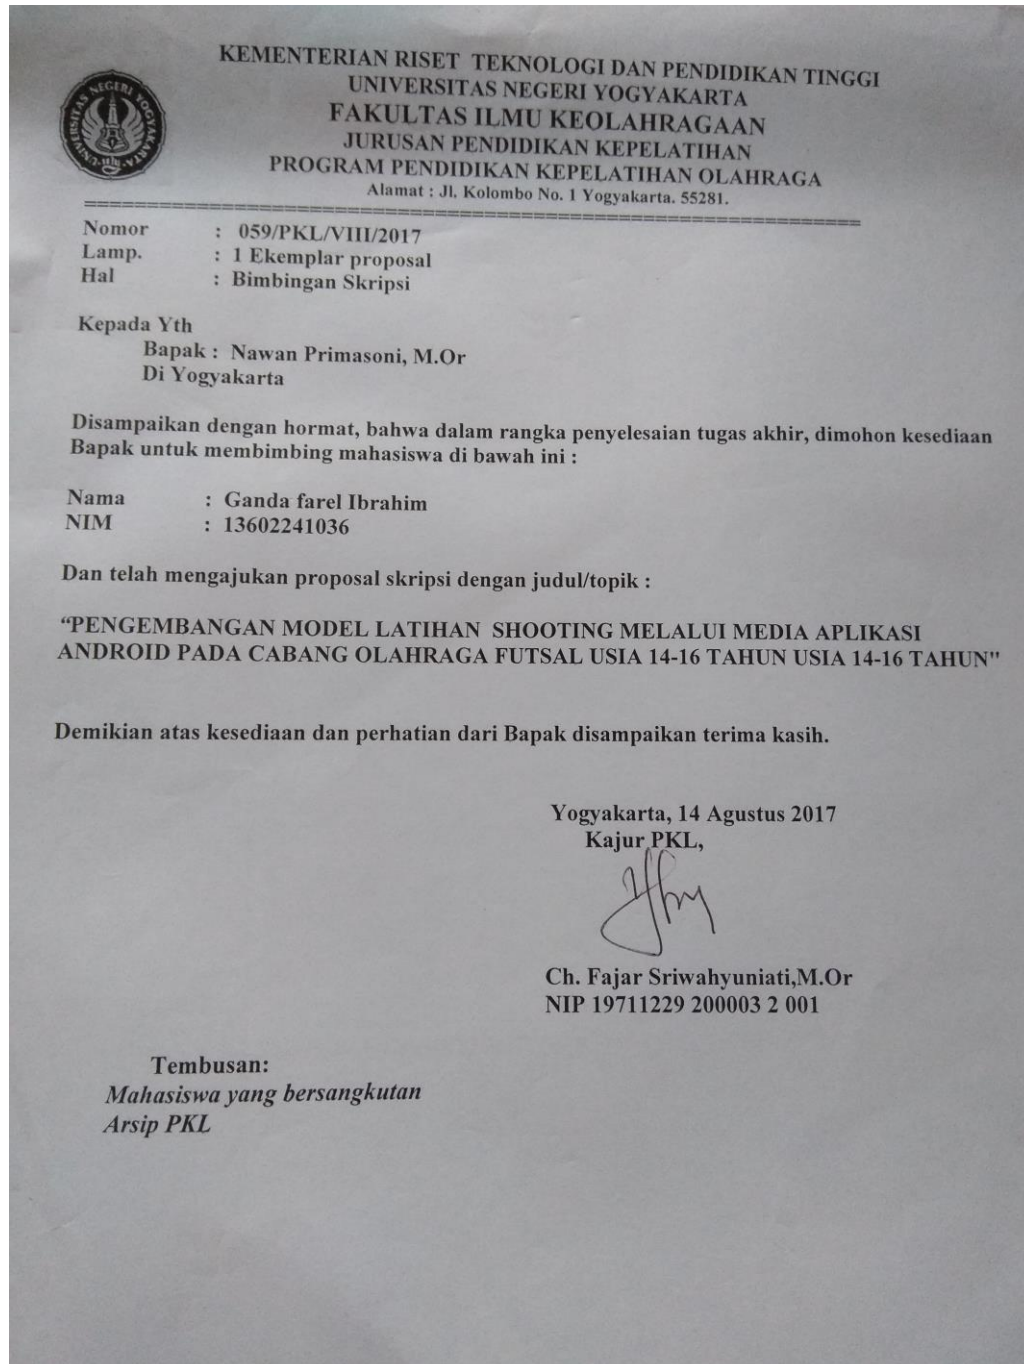 KEMENTERIAN RISET TEKNOLOGI DAN PENDIDIKAN TINGGI
UNIVERSITAS NEGERI YOGYAKARTA
FAKULTAS ILMU KEOLAHRAGAAN
JURUSAN PENDIDIKAN KEPELATIHAN
PROGRAM PENDIDIKAN KEPELATIHAN OLAHRAGA
Alamat : Jl. Kolombo No. 1 Yogyakarta. 55281.
UNIVERSITAS NEGERI YOGYAKARTA
Nomor : 059/PKL/VIII/2017
Lamp. : 1 Ekemplar proposal
Hal : Bimbingan Skripsi
Kepada Yth
Bapak : Nawan Primasoni, M.Or
Di Yogyakarta
Disampaikan dengan hormat, bahwa dalam rangka penyelesaian tugas akhir, dimohon kesediaan
Bapak untuk membimbing mahasiswa di bawah ini :
Nama : Ganda farel Ibrahim
NIM : 13602241036
Dan telah mengajukan proposal skripsi dengan judul/topik :
“PENGEMBANGAN MODEL LATIHAN SHOOTING MELALUI MEDIA APLIKASI
ANDROID PADA CABANG OLAHRAGA FUTSAL USIA 14-16 TAHUN USIA 14-16 TAHUN"
Demikian atas kesediaan dan perhatian dari Bapak disampaikan terima kasih.
Yogyakarta, 14 Agustus 2017
Kajur PKL,
Ch. Fajar Sriwahyuniati,M.Or
NIP 19711229 200003 2 001
Tembusan:
Mahasiswa yang bersangkutan
Arsip PKL